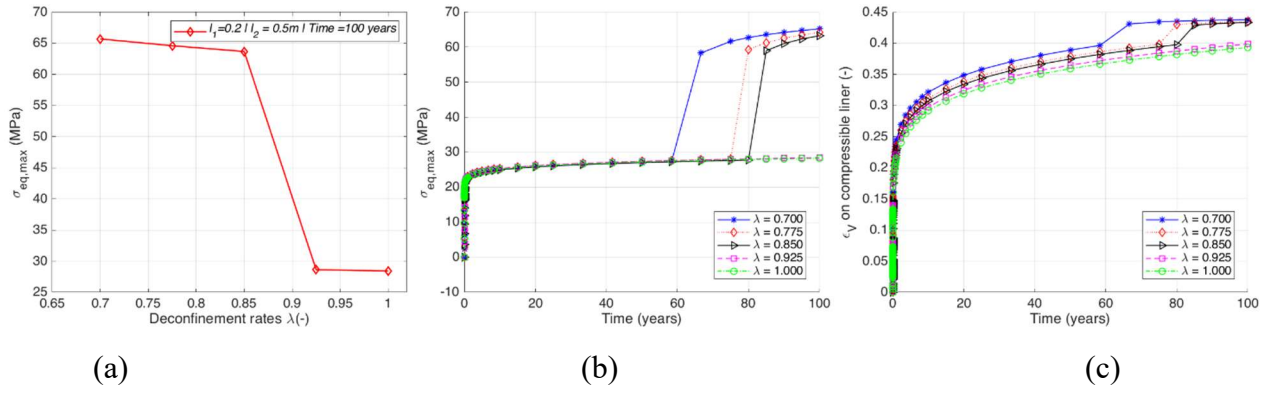 l₁=0.2 l l₂ = 0.5m l Time =100 years
σeq,max (MPa)
70
65
60
55
50
45
40
35
30
25
0.65 0.7 0.75 0.8 0.85 0.9 0.95 1
Deconfinement rates λ(-)
(a)
σeq,max (MPa)
70
60
50
40
30
20
10
0
-10
λ = 0.700
λ = 0.775
λ = 0.850
λ = 0.925
λ = 1.000
0 20 40 60 80 100
Time (years)
(b)
ϵV on compressible liner (-)
0.45
0.4
0.35
0.3
0.25
0.2
0.15
0.1
0.05
0
λ = 0.700
λ = 0.775
λ = 0.850
λ = 0.925
λ = 1.000
0 20 40 60 80 100
Time (years)
(c)